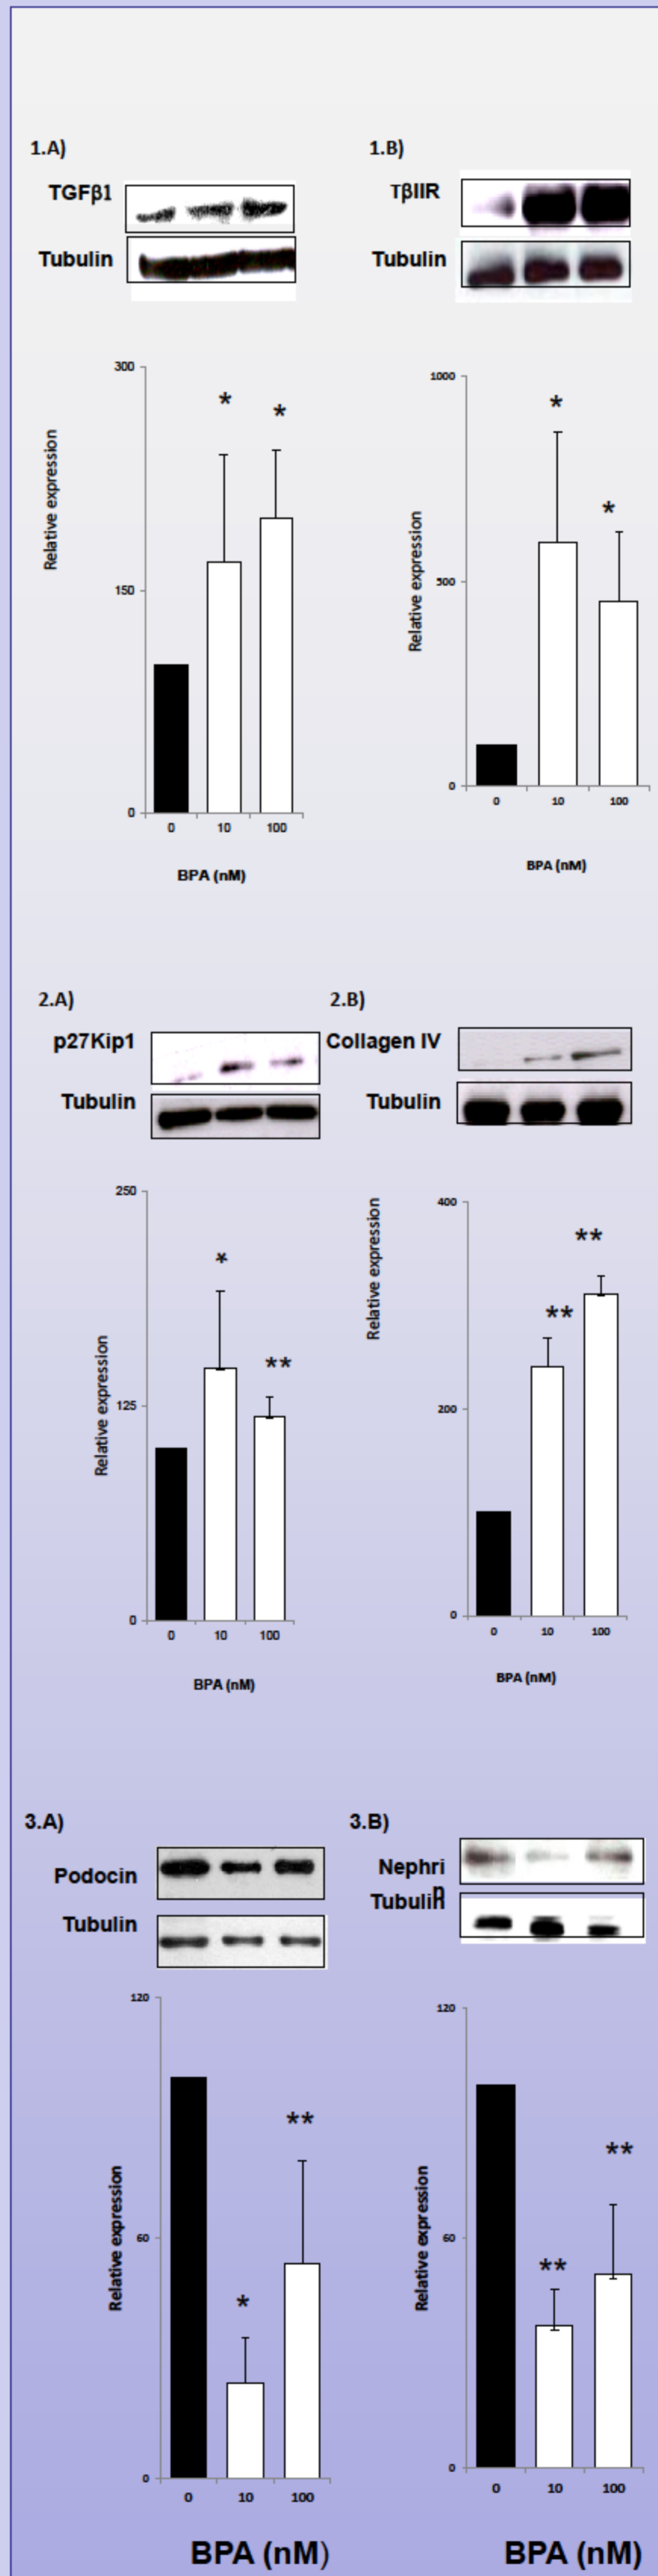 1.A)
1.B)
TGFβ1
TβIIR
Tubulin
Tubulin
300
*
*
150
0
0
10
100
Relative expression
BPA (nM)
1000
*
*
500
0
0
10
100
Relative expression
BPA (nM)
2.A)
2.B)
p27Kip1
Collagen IV
Tubulin
Tubulin
250
*
**
125
0
0
10
100
Relative expression
BPA (nM)
400
**
**
200
0
0
10
100
Relative expression
BPA (nM)
3.A)
3.B)
Podocin
Nephri
n
Tubulin
Tubulin
120
**
60
*
0
0
10
100
Relative expression
BPA (nM)
120
**
60
**
0
0
10
100
Relative expression
BPA (nM)